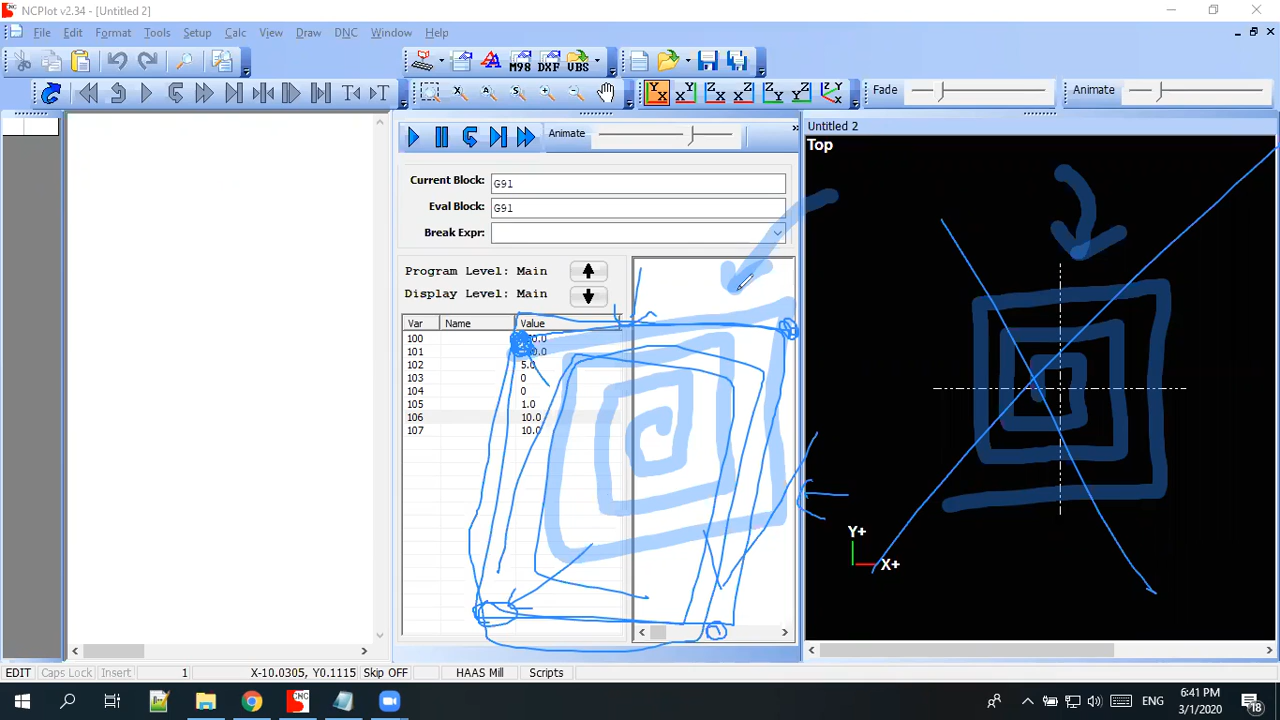 NCPlot v2.34 - [Untitled 2]
File Edit Format Tools Setup Calc View Draw DNC Window Help
M98 DXF VBS
Fade Animate
Animate
Untitled 2
Top
Current Block: G91
Eval Block: G91
Break Expr:
Program Level: Main
Display Level: Main
Var Name Value
100
101
102 5.0
103 0
104 0
105 1.0
106 10.0
107 10.0
Y+
X+
EDIT Caps Lock Insert 1 X-10.0305, Y0.1115 Skip OFF HAAS Mill Scripts
ENG
6:41 PM
3/1/2020
18